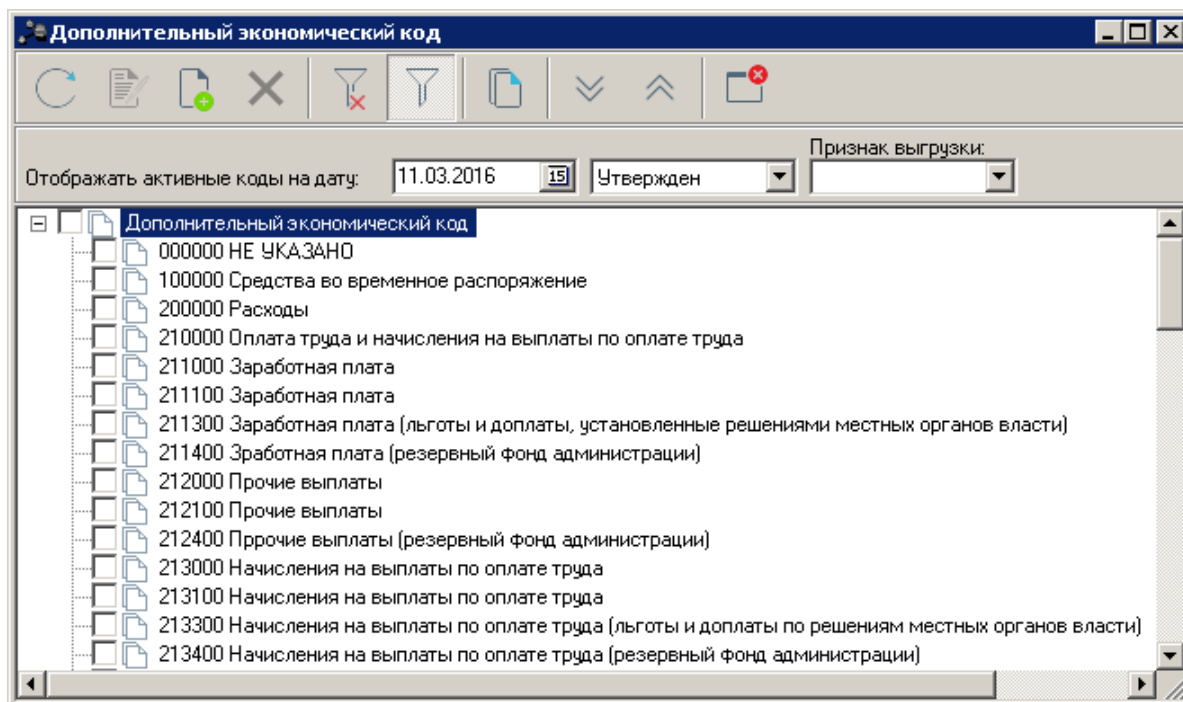 Дополнительный экономический код
Признак выгрузки:
Отображать активные коды на дату: 11.03.2016 15 Утвержден
Дополнительный экономический код
000000 НЕ УКАЗАНО
100000 Средства во временное распоряжение
200000 Расходы
210000 Оплата труда и начисления на выплаты по оплате труда
211000 Заработная плата
211100 Заработная плата
211300 Заработная плата (льготы и доплаты, установленные решениями местных органов власти)
211400 Зработная плата (резервный фонд администрации)
212000 Прочие выплаты
212100 Прочие выплаты
212400 Пррочие выплаты (резервный фонд администрации)
213000 Начисления на выплаты по оплате труда
213100 Начисления на выплаты по оплате труда
213300 Начисления на выплаты по оплате труда (льготы и доплаты по решениям местных органов власти)
213400 Начисления на выплаты по оплате труда (резервный фонд администрации)